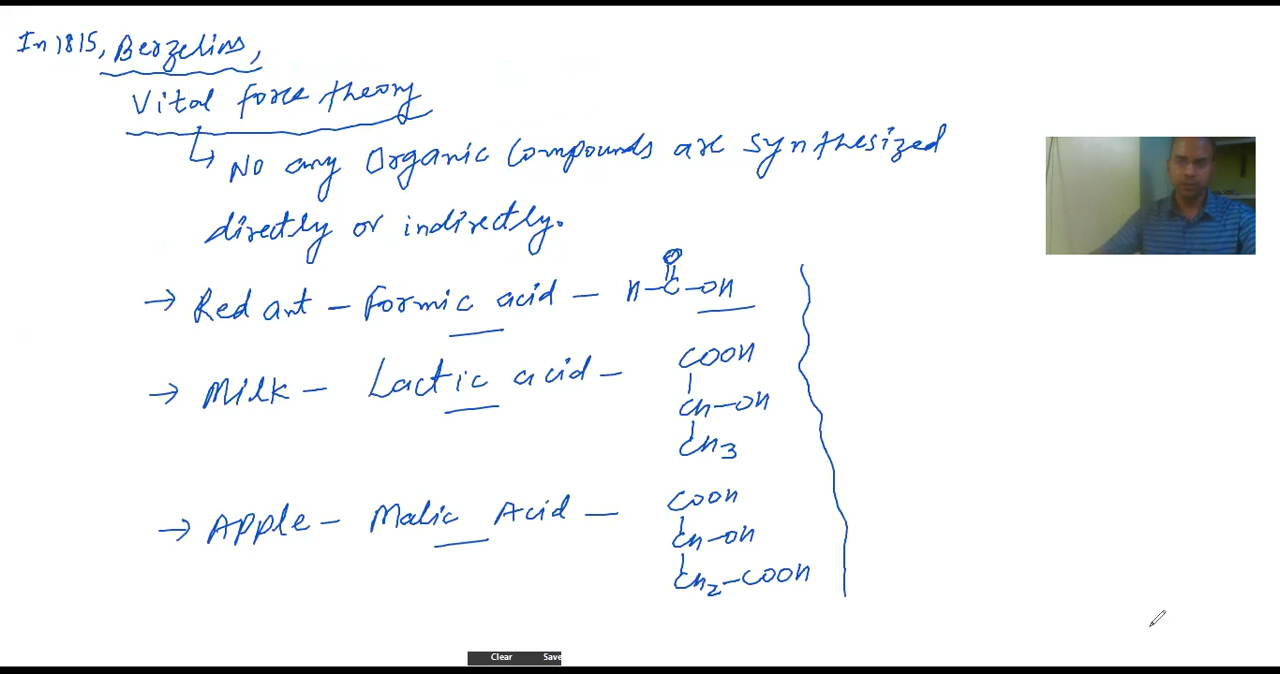 In 1815, Berzelius,
Vital force theory
↳ No any Organic Compounds are synthesized
directly or indirectly.
→ Red ant - Formic acid - H-C-OH
O
→ Milk - Lactic acid - COOH
CH-OH
CH3
→ Apple - Malic Acid - COOH
CH-OH
CH2-COOH
Clear Save